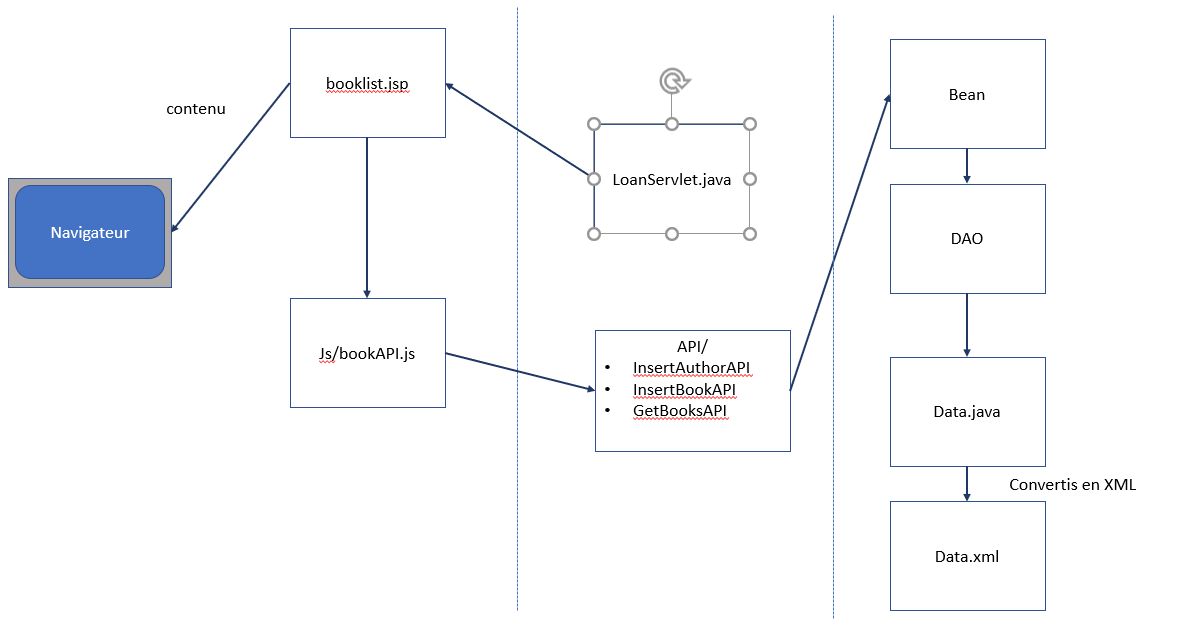 booklist.jsp
contenu
Navigateur
Js/bookAPI.js
LoanServlet.java
API/
• InsertAuthorAPI
• InsertBookAPI
• GetBooksAPI
Bean
DAO
Data.java
Convertis en XML
Data.xml